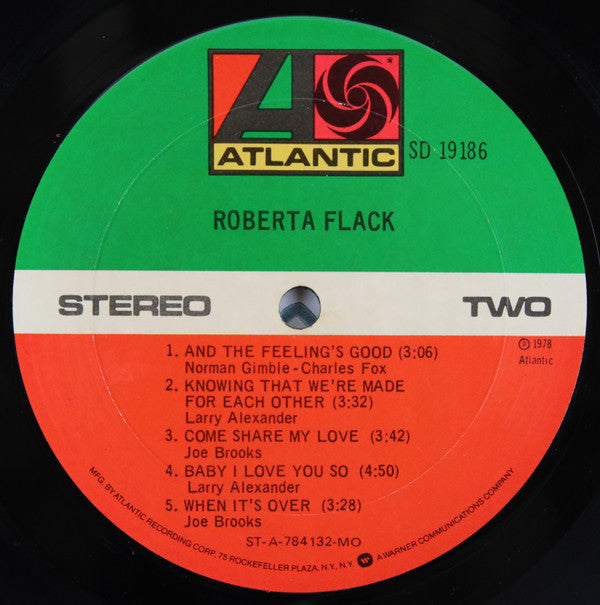 ATLANTIC
SD 19186
ROBERTA FLACK
STEREO
TWO
℗ 1978
Atlantic
1. AND THE FEELING'S GOOD (3:06)
Norman Gimble-Charles Fox
2. KNOWING THAT WE'RE MADE
FOR EACH OTHER (3:32)
Larry Alexander
3. COME SHARE MY LOVE (3:42)
Joe Brooks
4. BABY I LOVE YOU SO (4:50)
Larry Alexander
5. WHEN IT'S OVER (3:28)
Joe Brooks
ST-A-784132-MO
MFG. BY ATLANTIC RECORDING CORP. 75 ROCKEFELLER PLAZA, N.Y., N.Y. W A WARNER COMMUNICATIONS COMPANY